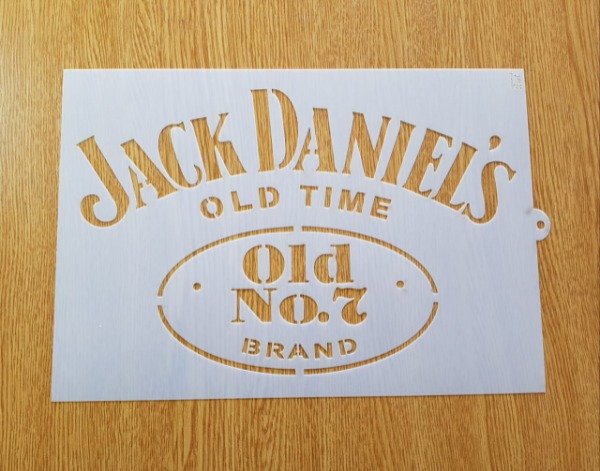 JACK DANIEL'S
OLD TIME
Old
No.7
BRAND